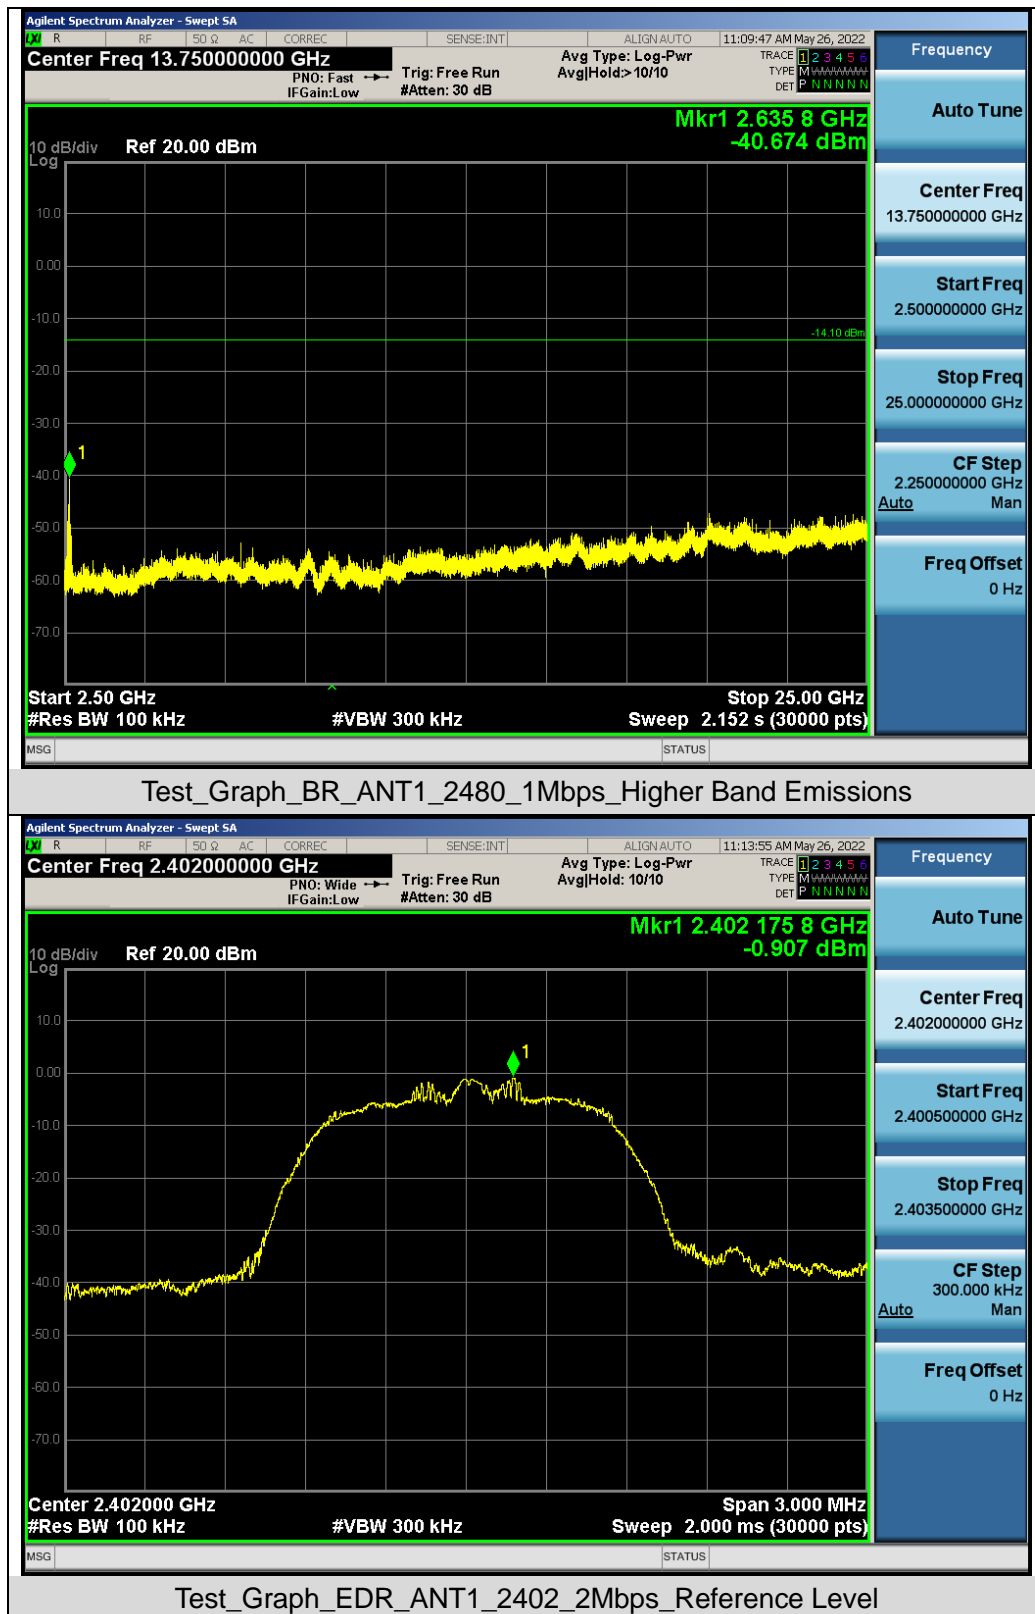 Agilent Spectrum Analyzer - Swept SA
LXI R RF 50 Ω AC CORREC SENSE:INT ALIGN AUTO 11:09:47 AM May 26, 2022
Center Freq 13.750000000 GHz
PNO: Fast
IFGain:Low
Trig: Free Run
#Atten: 30 dB
Avg Type: Log-Pwr
Avg|Hold:>10/10
TRACE 1 2 3 4 5 6
TYPE M
DET P N N N N N
Mkr1 2.635 8 GHz
-40.674 dBm
10 dB/div Ref 20.00 dBm
Log
10.0
0.00
-10.0
-14.10 dBm
-20.0
-30.0
1
-40.0
-50.0
-60.0
-70.0
Start 2.50 GHz Stop 25.00 GHz
#Res BW 100 kHz #VBW 300 kHz Sweep 2.152 s (30000 pts)
MSG STATUS
Frequency
Auto Tune
Center Freq
13.750000000 GHz
Start Freq
2.500000000 GHz
Stop Freq
25.000000000 GHz
CF Step
2.250000000 GHz
Auto Man
Freq Offset
0 Hz
Test_Graph_BR_ANT1_2480_1Mbps_Higher Band Emissions
Agilent Spectrum Analyzer - Swept SA
LXI R RF 50 Ω AC CORREC SENSE:INT ALIGN AUTO 11:13:55 AM May 26, 2022
Center Freq 2.402000000 GHz
PNO: Wide
IFGain:Low
Trig: Free Run
#Atten: 30 dB
Avg Type: Log-Pwr
Avg|Hold: 10/10
TRACE 1 2 3 4 5 6
TYPE M
DET P N N N N N
Mkr1 2.402 175 8 GHz
-0.907 dBm
10 dB/div Ref 20.00 dBm
Log
10.0
1
0.00
-10.0
-20.0
-30.0
-40.0
-50.0
-60.0
-70.0
Center 2.402000 GHz Span 3.000 MHz
#Res BW 100 kHz #VBW 300 kHz Sweep 2.000 ms (30000 pts)
MSG STATUS
Frequency
Auto Tune
Center Freq
2.402000000 GHz
Start Freq
2.400500000 GHz
Stop Freq
2.403500000 GHz
CF Step
300.000 kHz
Auto Man
Freq Offset
0 Hz
Test_Graph_EDR_ANT1_2402_2Mbps_Reference Level